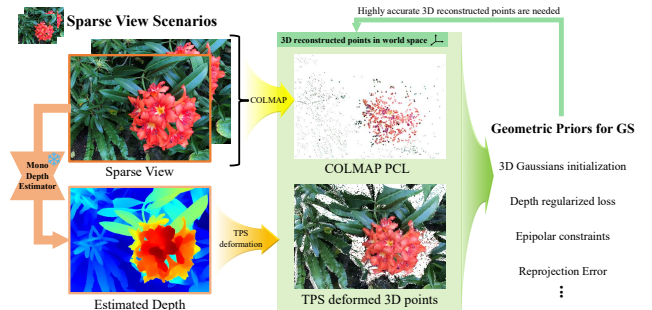 Sparse View Scenarios
Highly accurate 3D reconstructed points are needed
3D reconstructed points in world space
COLMAP
Sparse View
COLMAP PCL
Mono
Depth
Estimator
TPS
deformation
Estimated Depth
TPS deformed 3D points
Geometric Priors for GS
3D Gaussians initialization
Depth regularized loss
Epipolar constraints
Reprojection Error
⋮